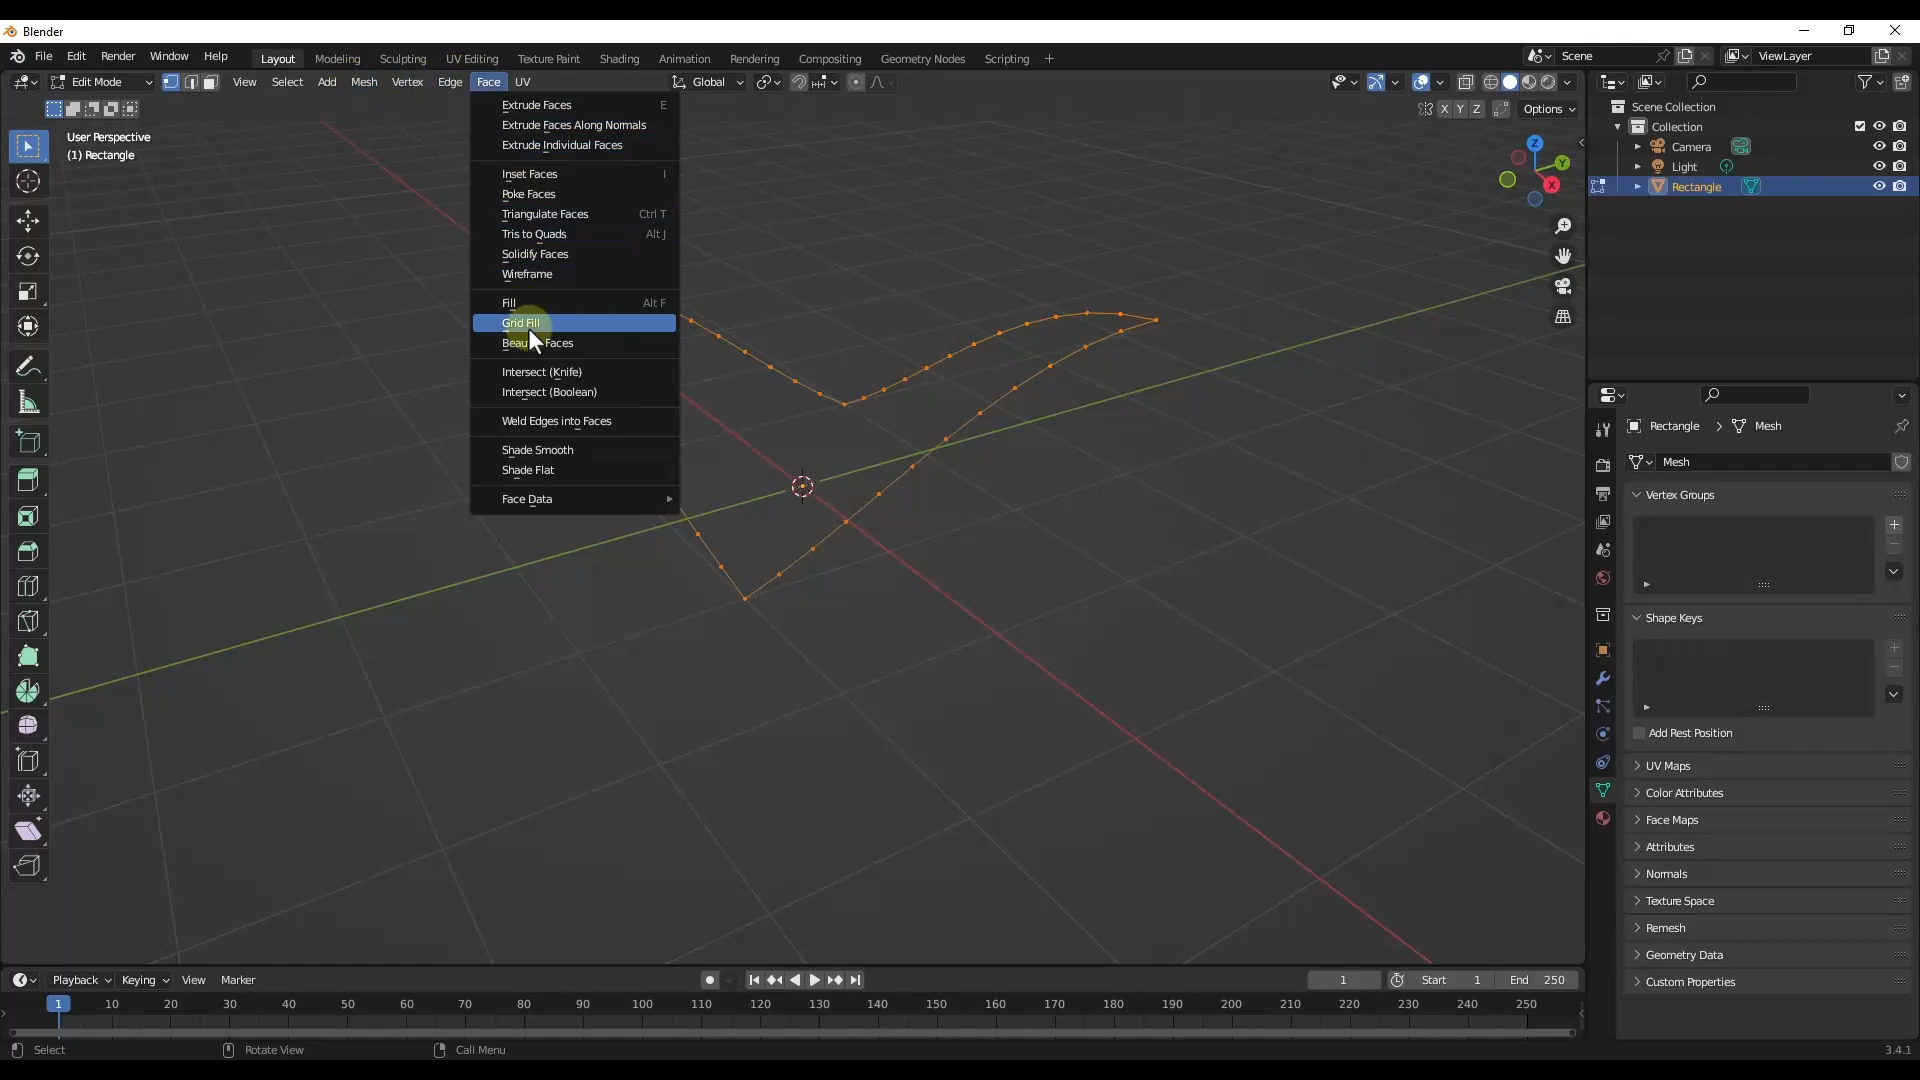 Blender
File Edit Render Window Help Layout Modeling Sculpting UV Editing Texture Paint Shading Animation Rendering Compositing Geometry Nodes Scripting + Scene ViewLayer
Edit Mode View Select Add Mesh Vertex Edge Face UV Global
X Y Z Options
User Perspective
(1) Rectangle
Extrude Faces E
Extrude Faces Along Normals
Extrude Individual Faces
Inset Faces I
Poke Faces
Triangulate Faces Ctrl T
Tris to Quads Alt J
Solidify Faces
Wireframe
Fill Alt F
Grid Fill
Faces
Intersect (Knife)
Intersect (Boolean)
Weld Edges into Faces
Shade Smooth
Shade Flat
Face Data
Z
Y
X
Scene Collection
Collection
Camera
Light
Rectangle
Rectangle > Mesh
Mesh
Vertex Groups
Shape Keys
Add Rest Position
UV Maps
Color Attributes
Face Maps
Attributes
Normals
Texture Space
Remesh
Geometry Data
Custom Properties
Playback Keying View Marker 1 Start 1 End 250
1 10 20 30 40 50 60 70 80 90 100 110 120 130 140 150 160 170 180 190 200 210 220 230 240 250
Select Rotate View Call Menu 3.4.1